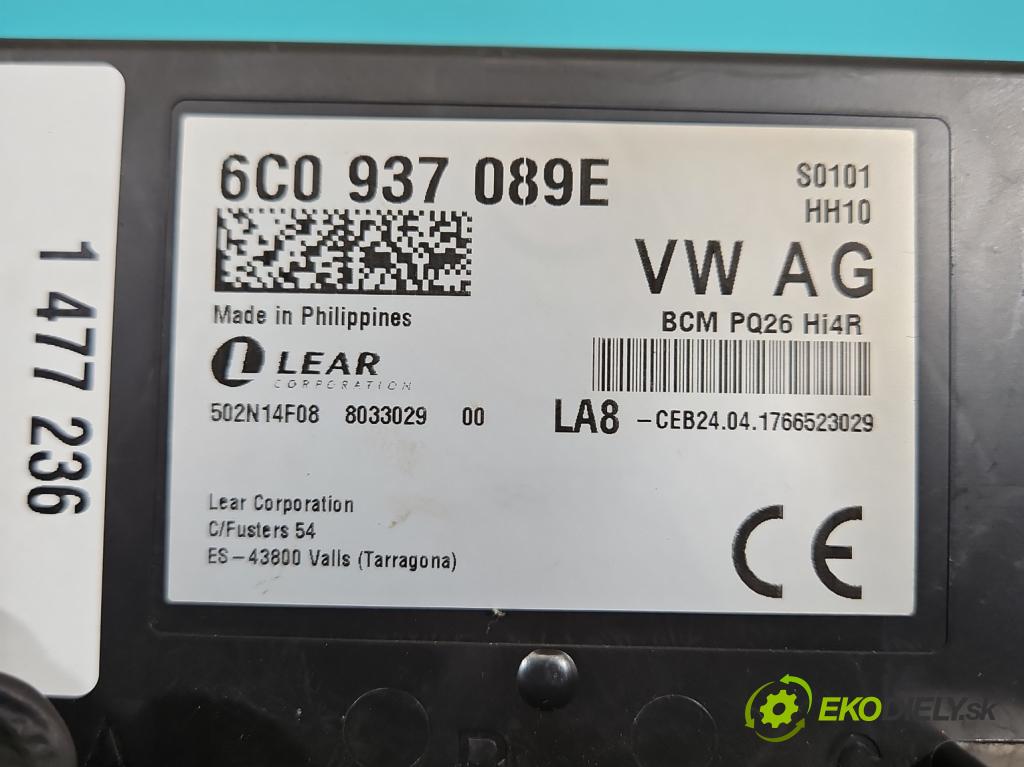 6C0 937 089E
S0101
HH10
VW AG
Made in Philippines
BCM PQ26 Hi4R
LEAR
CORPORATION
502N14F08 8033029 00
LA8 -CEB24.04.1766523029
Lear Corporation
C/Fusters 54
ES-43800 Valls (Tarragona)
CE
1 477 236
EKODIELY.sk